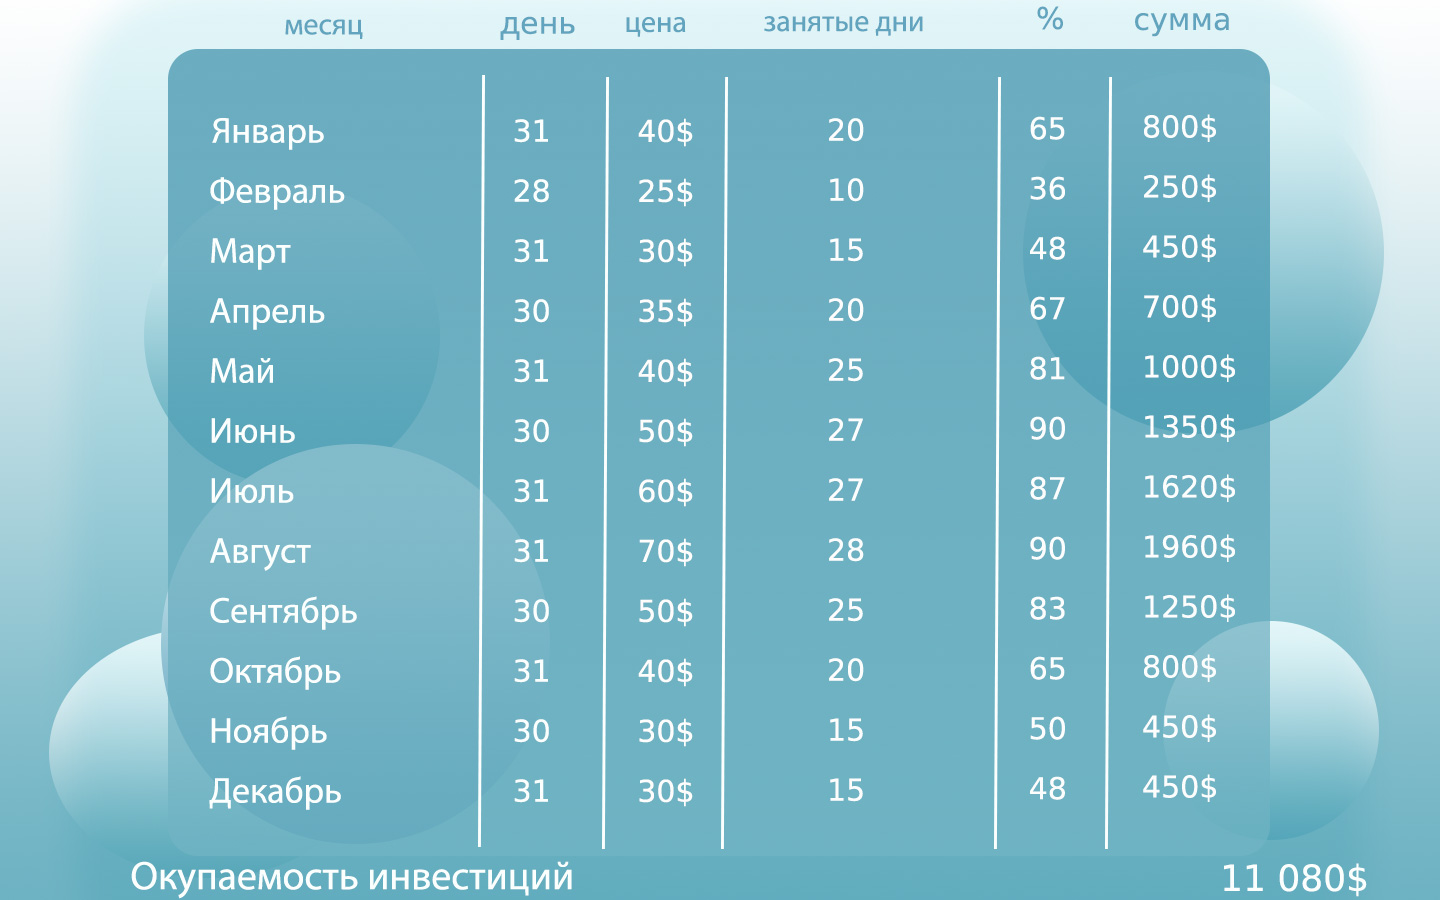 месяц день цена занятые дни % сумма
Январь 31 40$ 20 65 800$
Февраль 28 25$ 10 36 250$
Март 31 30$ 15 48 450$
Апрель 30 35$ 20 67 700$
Май 31 40$ 25 81 1000$
Июнь 30 50$ 27 90 1350$
Июль 31 60$ 27 87 1620$
Август 31 70$ 28 90 1960$
Сентябрь 30 50$ 25 83 1250$
Октябрь 31 40$ 20 65 800$
Ноябрь 30 30$ 15 50 450$
Декабрь 31 30$ 15 48 450$
Окупаемость инвестиций 11 080$